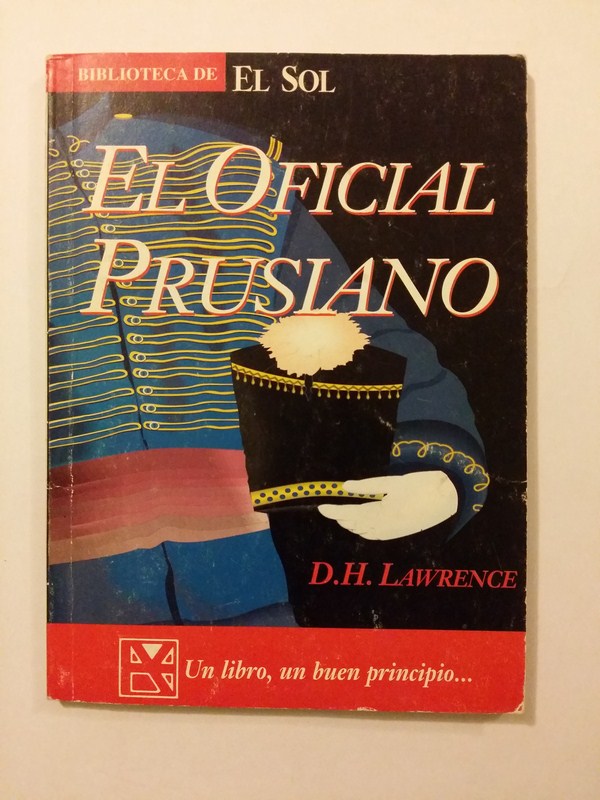 BIBLIOTECA DE EL SOL
EL OFICIAL
PRUSIANO
D.H. LAWRENCE
Un libro, un buen principio...